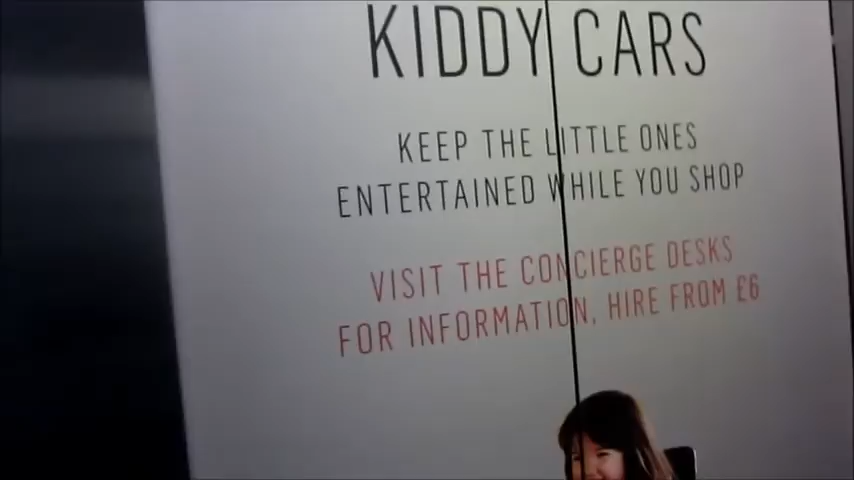 KIDDY CARS
KEEP THE LITTLE ONES
ENTERTAINED WHILE YOU SHOP
VISIT THE CONCIERGE DESKS
FOR INFORMATION, HIRE FROM £6